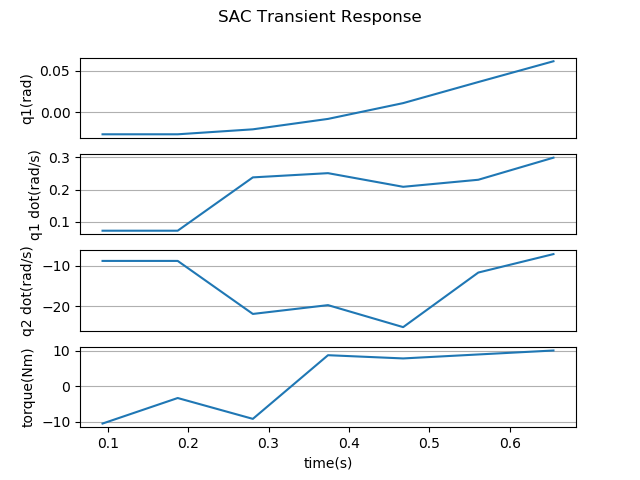 SAC Transient Response
q1(rad)
0.05
0.00
q1 dot(rad/s)
0.3
0.2
0.1
q2 dot(rad/s)
−10
−20
torque(Nm)
10
0
−10
0.1 0.2 0.3 0.4 0.5 0.6
time(s)